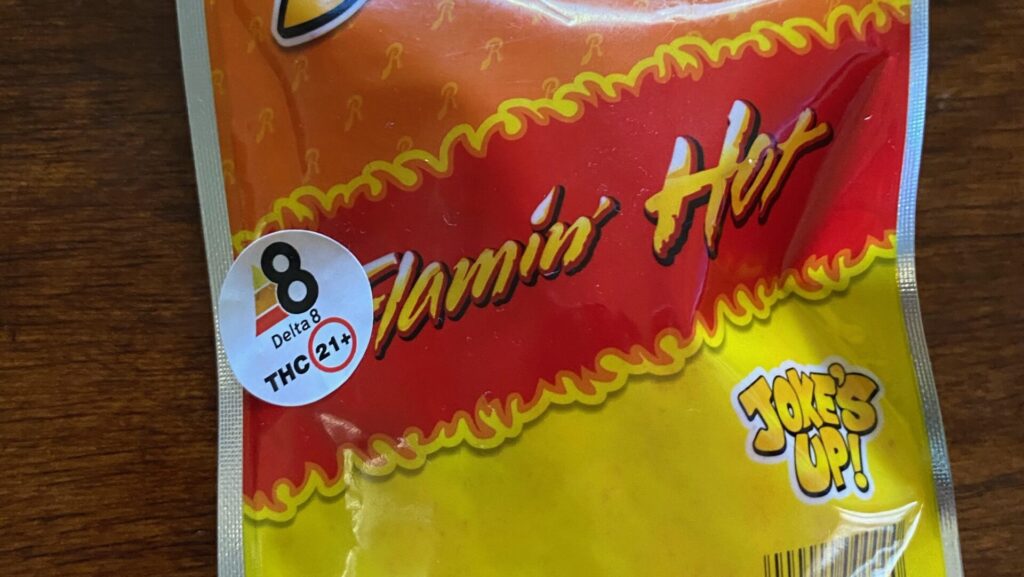 Flamin' Hot
8
Delta 8
THC 21+
JOKE'S
UP!